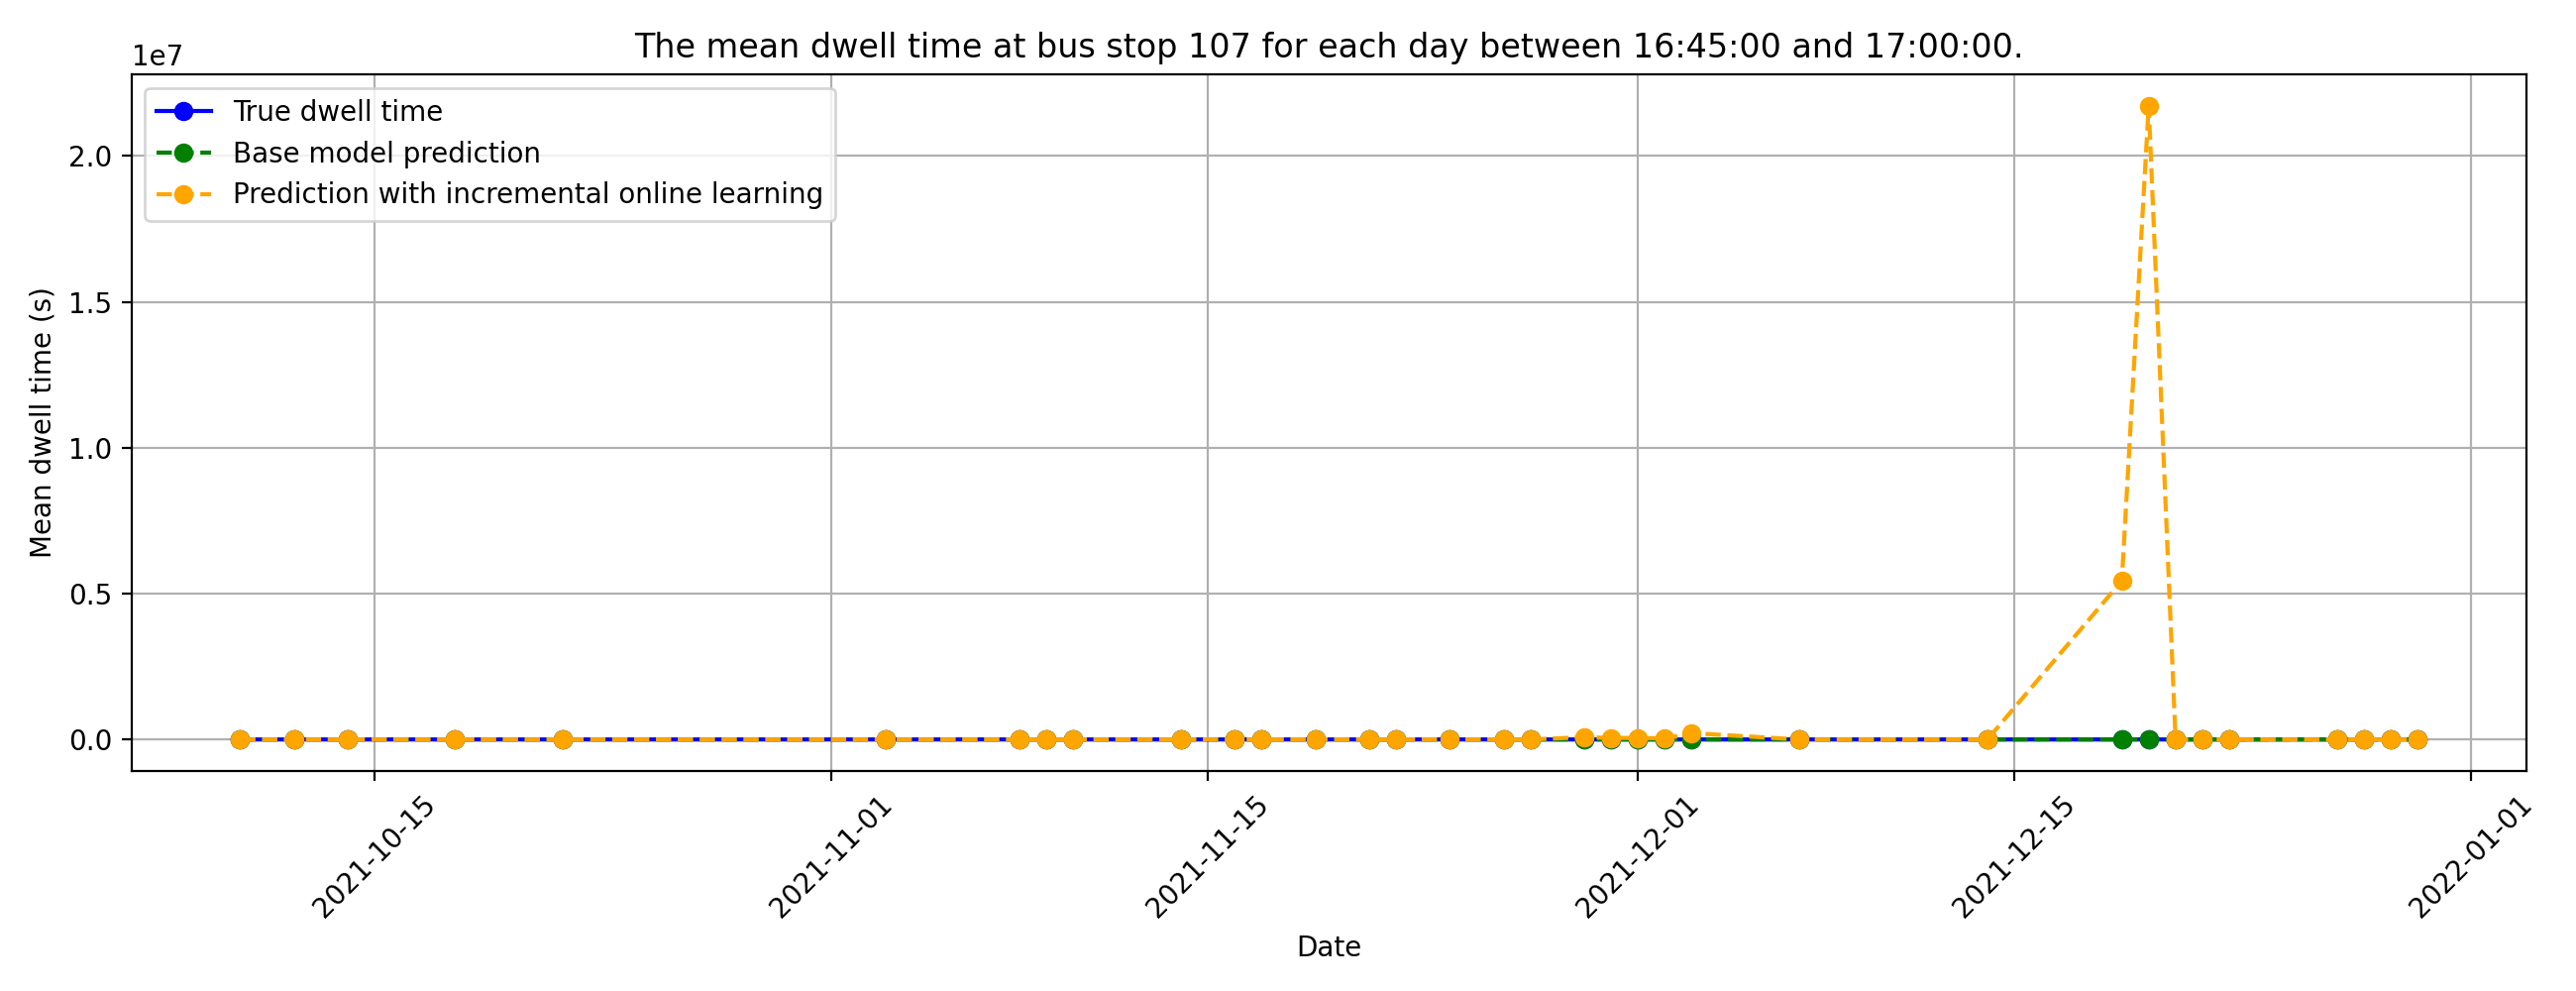 The mean dwell time at bus stop 107 for each day between 16:45:00 and 17:00:00.
1e7
True dwell time
Base model prediction
Prediction with incremental online learning
2.0
1.5
1.0
0.5
0.0
Mean dwell time (s)
2021-10-15
2021-11-01
2021-11-15
2021-12-01
2021-12-15
2022-01-01
Date